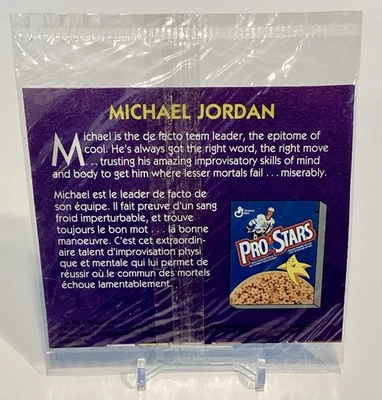 MICHAEL JORDAN
Michael is the de facto team leader, the epitome of
cool. He's always got the right word, the right move
. . . trusting his amazing improvisatory skills of mind
and body to get him where lesser mortals fail . . . miserably.
Michael est le leader de facto de
son équipe. Il fait preuve d'un sang
froid imperturbable, et trouve
toujours le bon mot . . . la bonne
manoeuvre. C'est cet extraordin-
aire talent d'improvisation physi
que et mentale qui lui permet de
réussir où le commun des mortels
échoue lamentablement.
PRO STARS